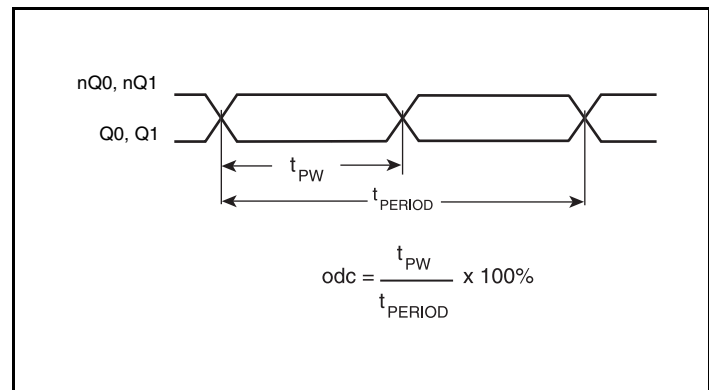 nQ0, nQ1
Q0, Q1
tPW
tPERIOD
odc = tPW / tPERIOD x 100%